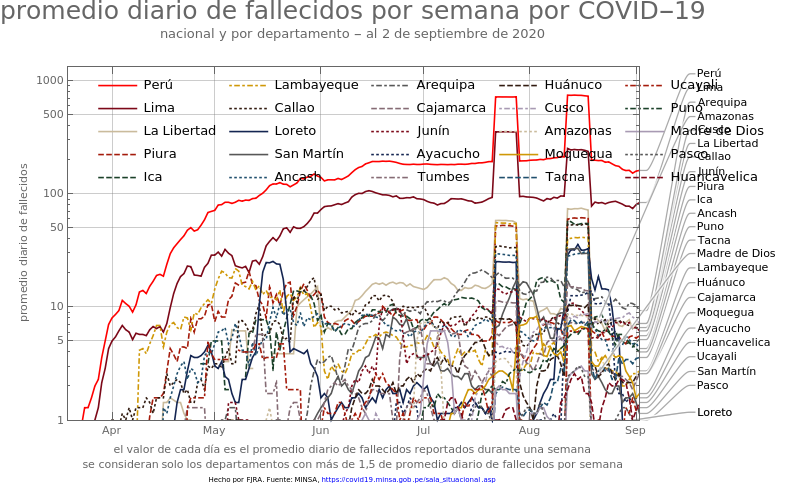 promedio diario de fallecidos por semana por COVID‒19
nacional y por departamento ‒ al 2 de septiembre de 2020
promedio diario de fallecidos
1000
500
100
50
10
5
1
Apr May Jun Jul Aug Sep
Perú Lambayeque Arequipa Huánuco Ucayali
Lima Callao Cajamarca Cusco Puno
La Libertad Loreto Junín Amazonas Madre de Dios
Piura San Martín Ayacucho Moquegua Pasco
Ica Ancash Tumbes Tacna Huancavelica
Perú
Lima
Arequipa
Amazonas
Cusco
La Libertad
Callao
Junín
Piura
Ica
Ancash
Puno
Tacna
Madre de Dios
Lambayeque
Huánuco
Cajamarca
Moquegua
Ayacucho
Huancavelica
Ucayali
San Martín
Pasco
Loreto
el valor de cada día es el promedio diario de fallecidos reportados durante una semana
se consideran solo los departamentos con más de 1,5 de promedio diario de fallecidos por semana
Hecho por FJRA. Fuente: MINSA, https://covid19.minsa.gob.pe/sala_situacional.asp